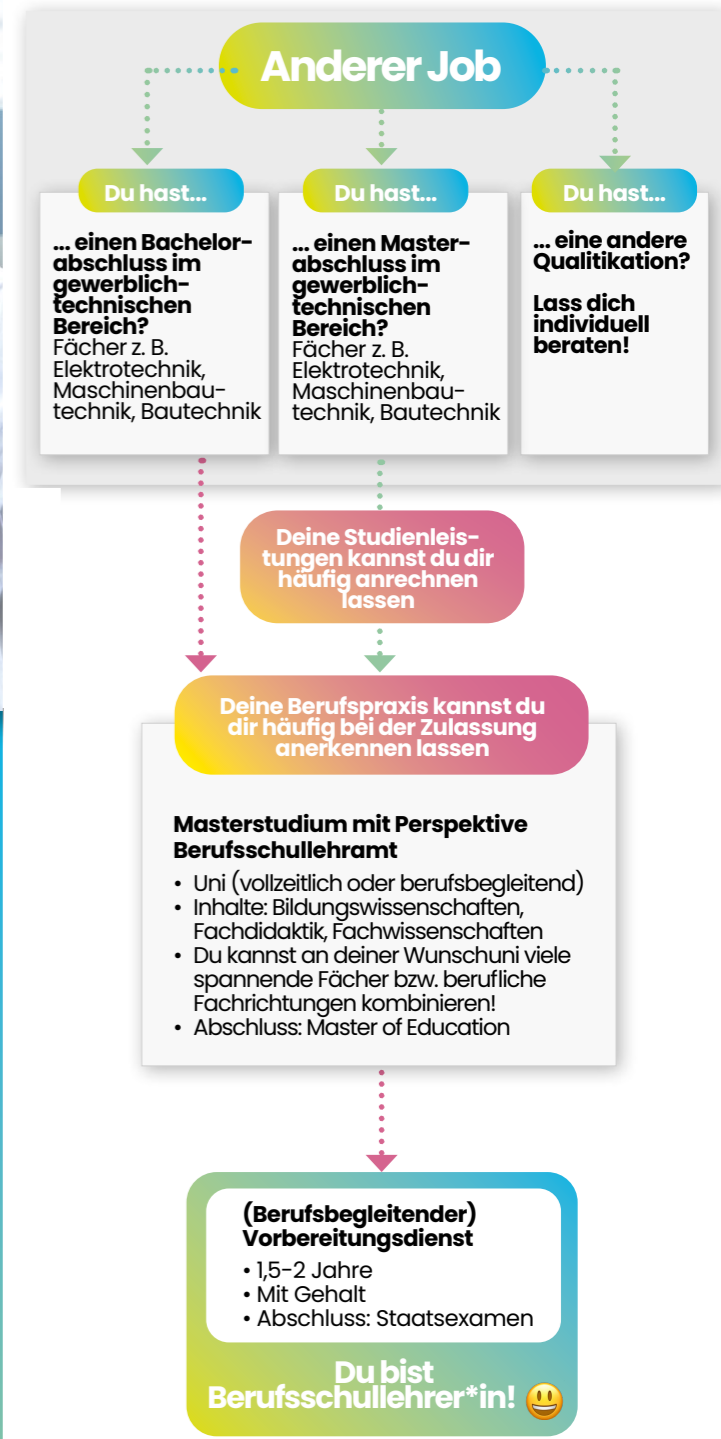 Anderer Job
Du hast...
... einen Bachelor-
abschluss im
gewerblich-
technischen
Bereich?
Fächer z. B.
Elektrotechnik,
Maschinenbau-
technik, Bautechnik
Du hast...
... einen Master-
abschluss im
gewerblich-
technischen
Bereich?
Fächer z. B.
Elektrotechnik,
Maschinenbau-
technik, Bautechnik
Du hast...
... eine andere
Qualitikation?
Lass dich
individuell
beraten!
Deine Studienleis-
tungen kannst du dir
häufig anrechnen
lassen
Deine Berufspraxis kannst du
dir häufig bei der Zulassung
anerkennen lassen
Masterstudium mit Perspektive
Berufsschullehramt
• Uni (vollzeitlich oder berufsbegleitend)
• Inhalte: Bildungswissenschaften,
Fachdidaktik, Fachwissenschaften
• Du kannst an deiner Wunschuni viele
spannende Fächer bzw. berufliche
Fachrichtungen kombinieren!
• Abschluss: Master of Education
(Berufsbegleitender)
Vorbereitungsdienst
• 1,5-2 Jahre
• Mit Gehalt
• Abschluss: Staatsexamen
Du bist
Berufsschullehrer*in! 😃